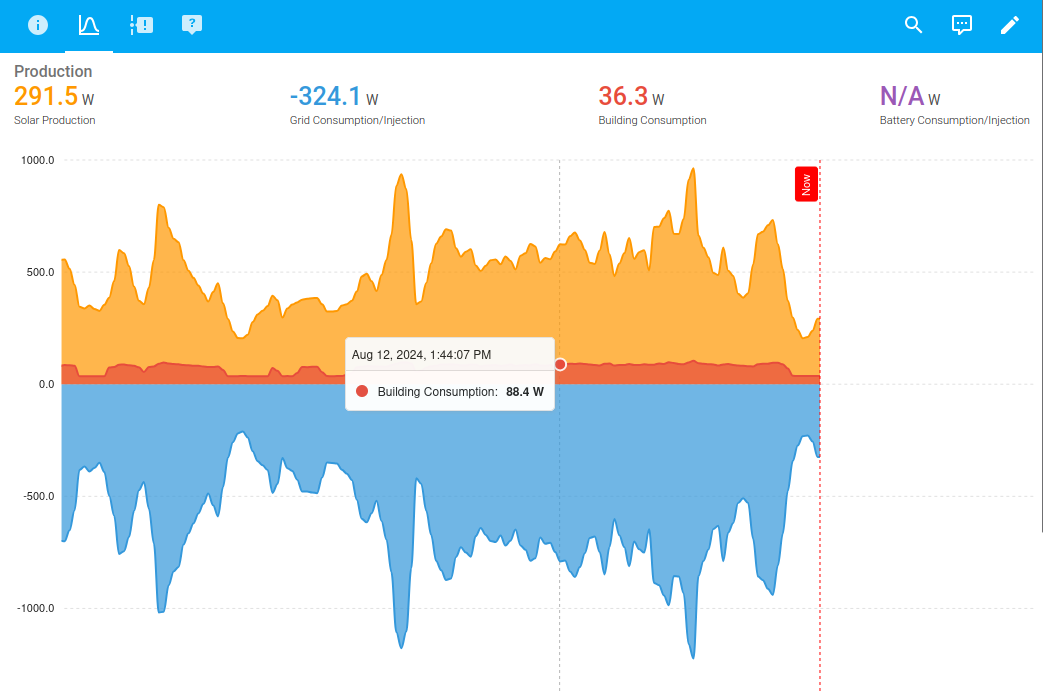 Production
291.5 W
Solar Production
-324.1 W
Grid Consumption/Injection
36.3 W
Building Consumption
N/A W
Battery Consumption/Injection
1000.0
Now
500.0
Aug 12, 2024, 1:44:07 PM
0.0
Building Consumption: 88.4 W
-500.0
-1000.0